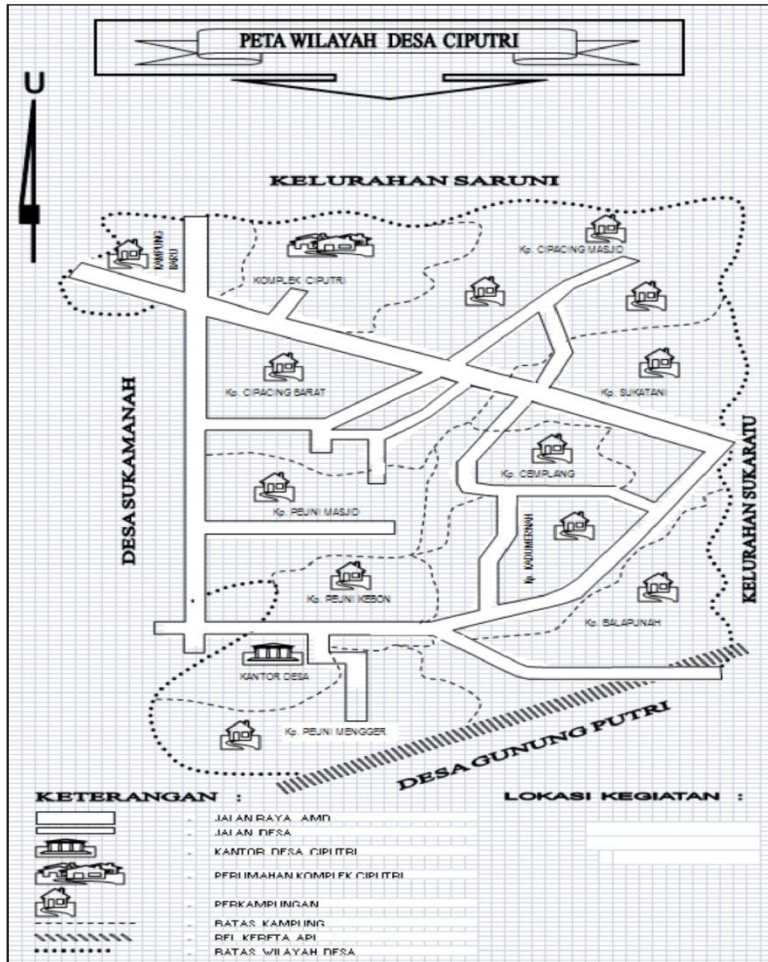 PETA WILAYAH DESA CIPUTRI
U
KELURAHAN SARUNI
KAMPUNG
BARU
KOMPLEK CIPUTRI
Kp. CIPACING MASJID
Kp. CIPACING BARAT
Kp. SUKATANI
DESA SUKAMANAH
Kp. CEMPLANG
Kp. PEUNI MASJID
Kp. KADUMERNAH
KELURAHAN SUKARATU
Kp. PEUNI KEBON
Kp. BALAPUNAH
KANTOR DESA
Kp. PEUNI MENGGER
DESA GUNUNG PUTRI
KETERANGAN :
LOKASI KEGIATAN :
- JALAN RAYA AMD
- JALAN DESA
- KANTOR DESA CIPUTRI
- PERUMAHAN KOMPLEK CIPUTRI
- PERKAMPUNGAN
- BATAS KAMPUNG
- REL KERETA API
- BATAS WILAYAH DESA